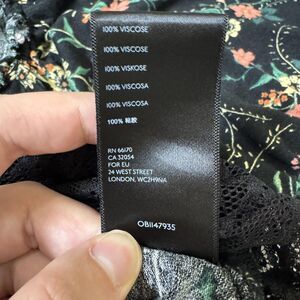 100% VISCOSE
100% VISCOSE
100% VISKOSE
100% VISCOSA
100% VISCOSA
100% 粘胶
RN 66170
CA 32054
FOR EU
24 WEST STREET
LONDON, WC2H9NA
OB1147935